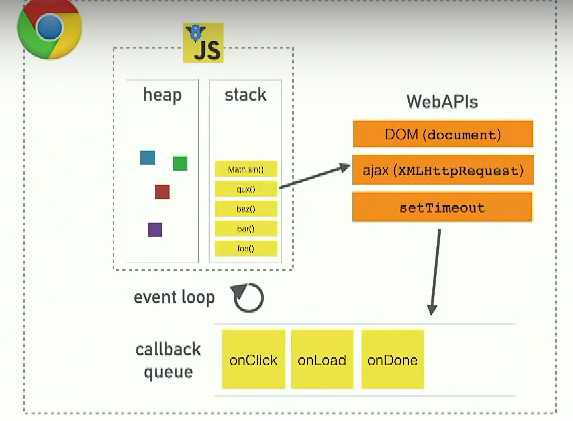 JS
heap
stack
WebAPIs
DOM (document)
ajax (XMLHttpRequest)
setTimeout
Math.sin()
qux()
baz()
bar()
foo()
event loop
callback
queue
onClick
onLoad
onDone